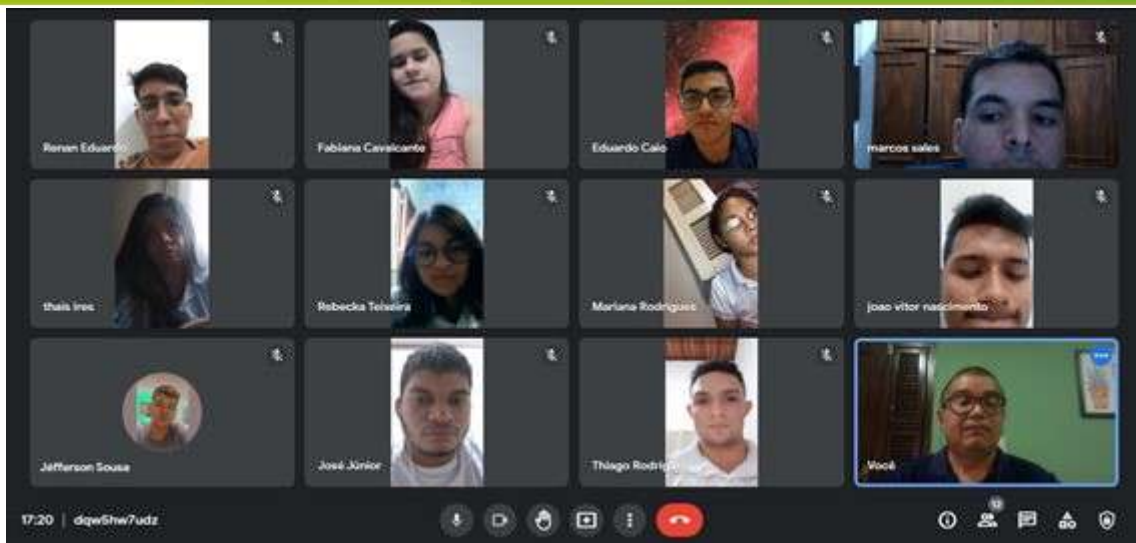 Renan Eduardo
Fabiana Cavalcante
Eduardo Caio
marcos sales
thais ires
Rebecka Teixeira
Mariana Rodrigues
joao vitor nascimento
Jéfferson Sousa
José Júnior
Thiago
Você
17:20 | dqw5hw7udz
12